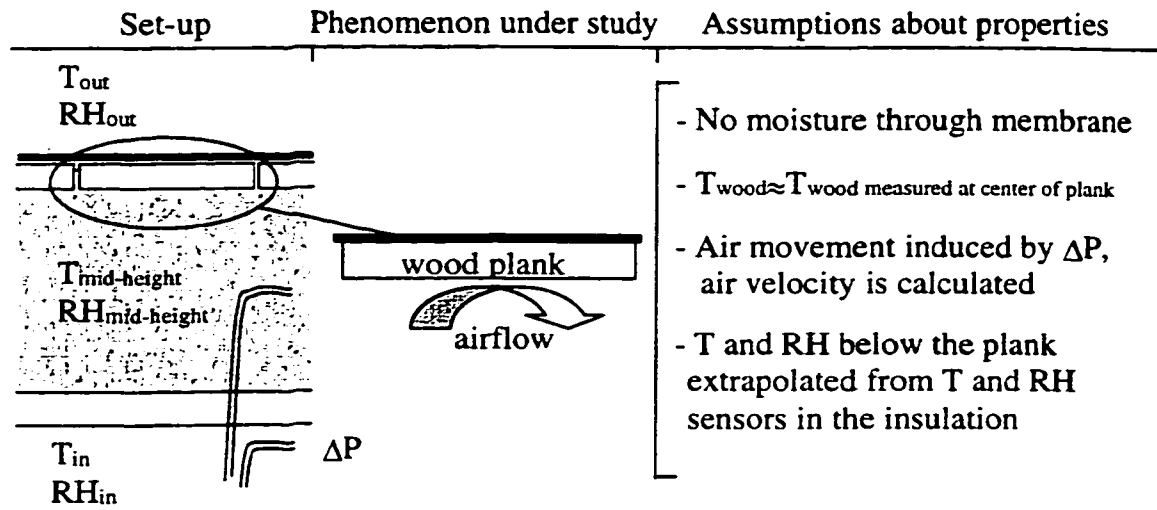 Set-up
Phenomenon under study
Assumptions about properties
Tout
RHout
Tmid-height
RHmid-height
Tin
RHin
ΔP
wood plank
airflow
- No moisture through membrane
- Twood≈Twood measured at center of plank
- Air movement induced by ΔP,
air velocity is calculated
- T and RH below the plank
extrapolated from T and RH
sensors in the insulation